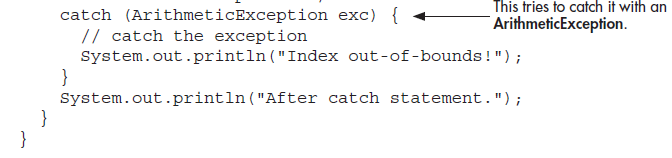 catch (ArithmeticException exc) {
This tries to catch it with an
ArithmeticException.
// catch the exception
System.out.println("Index out-of-bounds!");
}
System.out.println("After catch statement.");
}
}